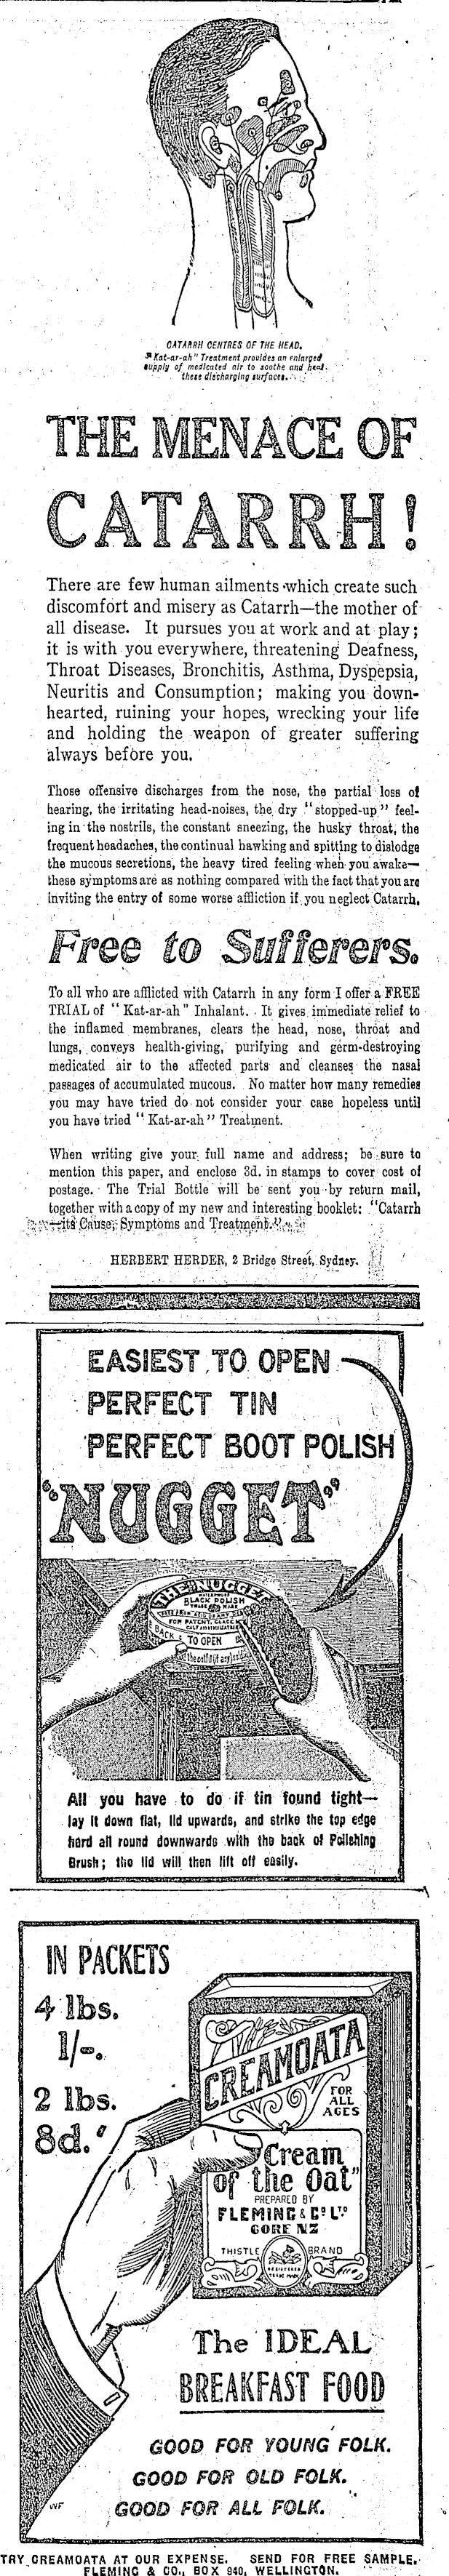 CATARRH CENTRES OF THE HEAD.
"Kat-ar-ah" Treatment provides an enlarged
supply of medicated air to soothe and heal
these discharging surfaces.
THE MENACE OF
CATARRH!
There are few human ailments which create such
discomfort and misery as Catarrh—the mother of
all disease. It pursues you at work and at play;
it is with you everywhere, threatening Deafness,
Throat Diseases, Bronchitis, Asthma, Dyspepsia,
Neuritis and Consumption; making you down-
hearted, ruining your hopes, wrecking your life
and holding the weapon of greater suffering
always before you.
Those offensive discharges from the nose, the partial loss of
hearing, the irritating head-noises, the dry "stopped-up" feel-
ing in the nostrils, the constant sneezing, the husky throat, the
frequent headaches, the continual hawking and spitting to dislodge
the mucous secretions, the heavy tired feeling when you awake—
these symptoms are as nothing compared with the fact that you are
inviting the entry of some worse affliction if you neglect Catarrh.
Free to Sufferers.
To all who are afflicted with Catarrh in any form I offer a FREE
TRIAL of "Kat-ar-ah" Inhalant. It gives immediate relief to
the inflamed membranes, clears the head, nose, throat and
lungs, conveys health-giving, purifying and germ-destroying
medicated air to the affected parts and cleanses the nasal
passages of accumulated mucous. No matter how many remedies
you may have tried do not consider your case hopeless until
you have tried "Kat-ar-ah" Treatment.
When writing give your full name and address; be sure to
mention this paper, and enclose 3d. in stamps to cover cost of
postage. The Trial Bottle will be sent you by return mail,
together with a copy of my new and interesting booklet: "Catarrh
—its Cause, Symptoms and Treatment."
HERBERT HERDER, 2 Bridge Street, Sydney.
EASIEST TO OPEN
PERFECT TIN
PERFECT BOOT POLISH
"NUGGET"
THE "NUGGET
WATERPROOF
BLACK POLISH
TRADE MARK
FOR PATENT, GLACE KID
BACK & TO OPEN
All you have to do if tin found tight—
lay it down flat, lid upwards, and strike the top edge
hard all round downwards with the back of Polishing
Brush; the lid will then lift off easily.
IN PACKETS
4 lbs.
1/-.
2 lbs.
8d.
CREAMOATA
FOR
ALL
AGES
"Cream
of the Oat"
PREPARED BY
FLEMING & Co LTD
GORE NZ
THISTLE BRAND
REGISTERED
TRADE MARK
The IDEAL
BREAKFAST FOOD
GOOD FOR YOUNG FOLK.
GOOD FOR OLD FOLK.
GOOD FOR ALL FOLK.
WF
TRY CREAMOATA AT OUR EXPENSE. SEND FOR FREE SAMPLE.
FLEMING & CO., BOX 940, WELLINGTON.